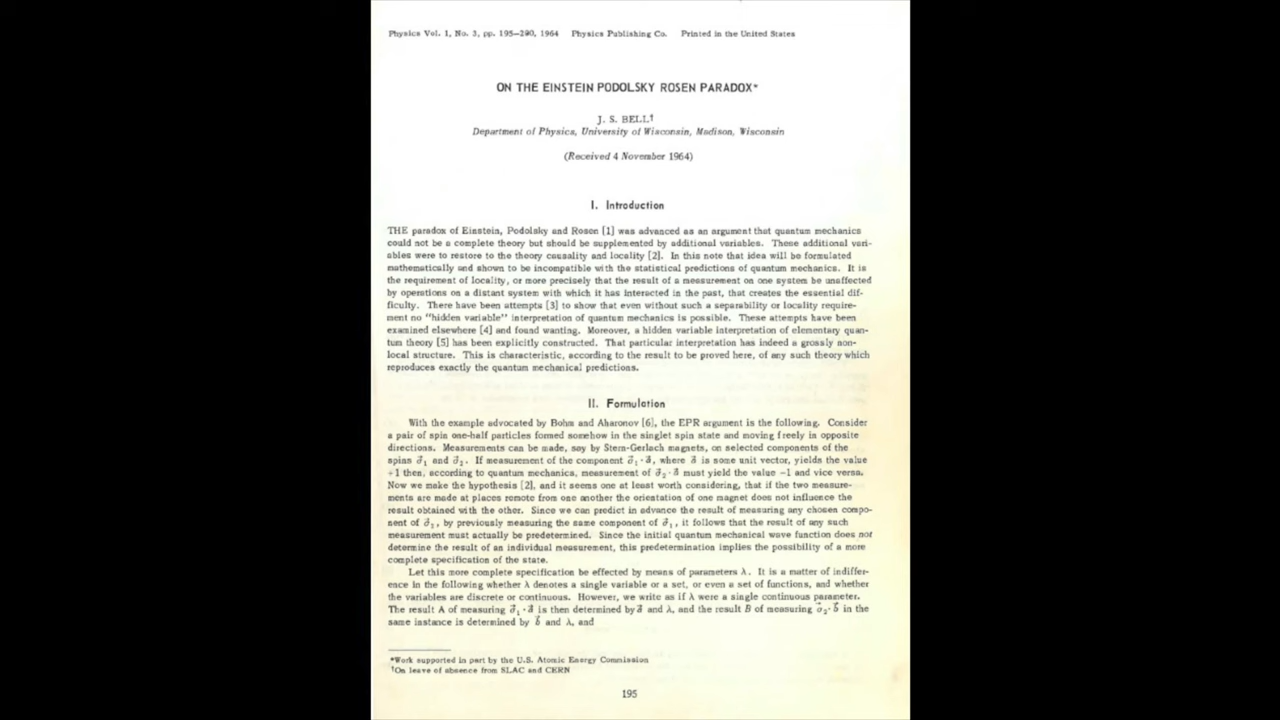 Physics Vol. 1, No. 3, pp. 195–290, 1964 Physics Publishing Co. Printed in the United States
ON THE EINSTEIN PODOLSKY ROSEN PARADOX*
J. S. BELL†
Department of Physics, University of Wisconsin, Madison, Wisconsin
(Received 4 November 1964)
I. Introduction
THE paradox of Einstein, Podolsky and Rosen [1] was advanced as an argument that quantum mechanics
could not be a complete theory but should be supplemented by additional variables. These additional vari-
ables were to restore to the theory causality and locality [2]. In this note that idea will be formulated
mathematically and shown to be incompatible with the statistical predictions of quantum mechanics. It is
the requirement of locality, or more precisely that the result of a measurement on one system be unaffected
by operations on a distant system with which it has interacted in the past, that creates the essential dif-
ficulty. There have been attempts [3] to show that even without such a separability or locality require-
ment no "hidden variable" interpretation of quantum mechanics is possible. These attempts have been
examined elsewhere [4] and found wanting. Moreover, a hidden variable interpretation of elementary quan-
tum theory [5] has been explicitly constructed. That particular interpretation has indeed a grossly non-
local structure. This is characteristic, according to the result to be proved here, of any such theory which
reproduces exactly the quantum mechanical predictions.
II. Formulation
With the example advocated by Bohm and Aharonov [6], the EPR argument is the following. Consider
a pair of spin one-half particles formed somehow in the singlet spin state and moving freely in opposite
directions. Measurements can be made, say by Stern-Gerlach magnets, on selected components of the
spins σ⃗₁ and σ⃗₂. If measurement of the component σ⃗₁·a⃗, where a⃗ is some unit vector, yields the value
+1 then, according to quantum mechanics, measurement of σ⃗₂·a⃗ must yield the value −1 and vice versa.
Now we make the hypothesis [2], and it seems one at least worth considering, that if the two measure-
ments are made at places remote from one another the orientation of one magnet does not influence the
result obtained with the other. Since we can predict in advance the result of measuring any chosen compo-
nent of σ⃗₂, by previously measuring the same component of σ⃗₁, it follows that the result of any such
measurement must actually be predetermined. Since the initial quantum mechanical wave function does not
determine the result of an individual measurement, this predetermination implies the possibility of a more
complete specification of the state.
Let this more complete specification be effected by means of parameters λ. It is a matter of indiffer-
ence in the following whether λ denotes a single variable or a set, or even a set of functions, and whether
the variables are discrete or continuous. However, we write as if λ were a single continuous parameter.
The result A of measuring σ⃗₁·a⃗ is then determined by a⃗ and λ, and the result B of measuring σ⃗₂·b⃗ in the
same instance is determined by b⃗ and λ, and
*Work supported in part by the U.S. Atomic Energy Commission
†On leave of absence from SLAC and CERN
195